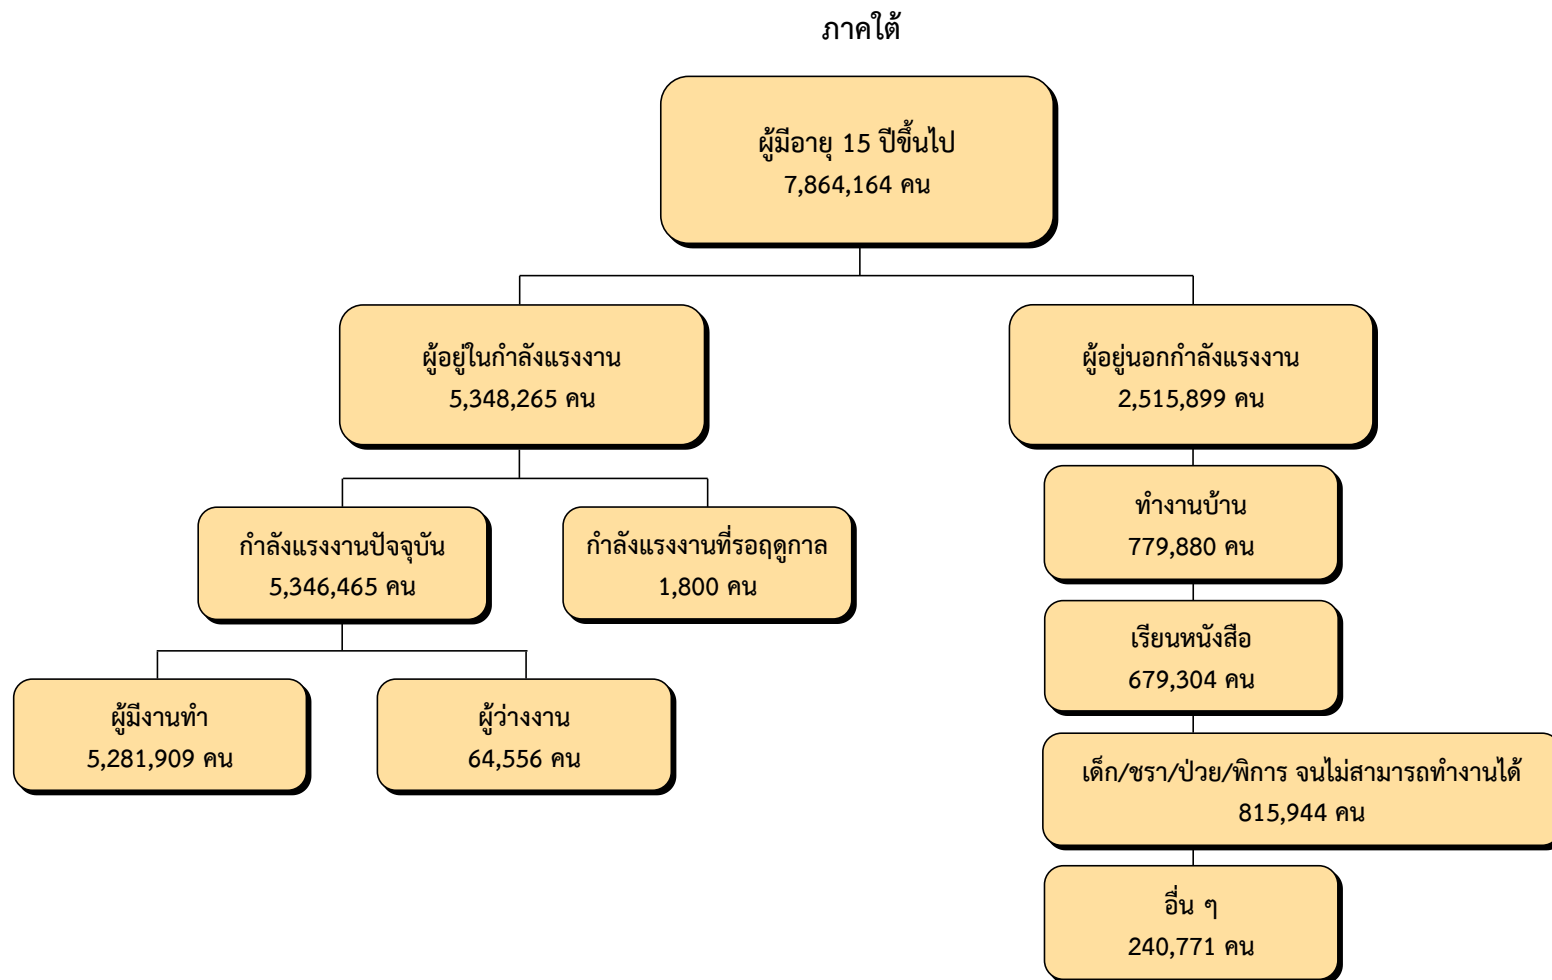 ภาคใต้
ผู้มีอายุ 15 ปีขึ้นไป
7,864,164 คน
ผู้อยู่ในกำลังแรงงาน
5,348,265 คน
ผู้อยู่นอกกำลังแรงงาน
2,515,899 คน
กำลังแรงงานปัจจุบัน
5,346,465 คน
กำลังแรงงานที่รอฤดูกาล
1,800 คน
ผู้มีงานทำ
5,281,909 คน
ผู้ว่างงาน
64,556 คน
ทำงานบ้าน
779,880 คน
เรียนหนังสือ
679,304 คน
เด็ก/ชรา/ป่วย/พิการ จนไม่สามารถทำงานได้
815,944 คน
อื่น ๆ
240,771 คน